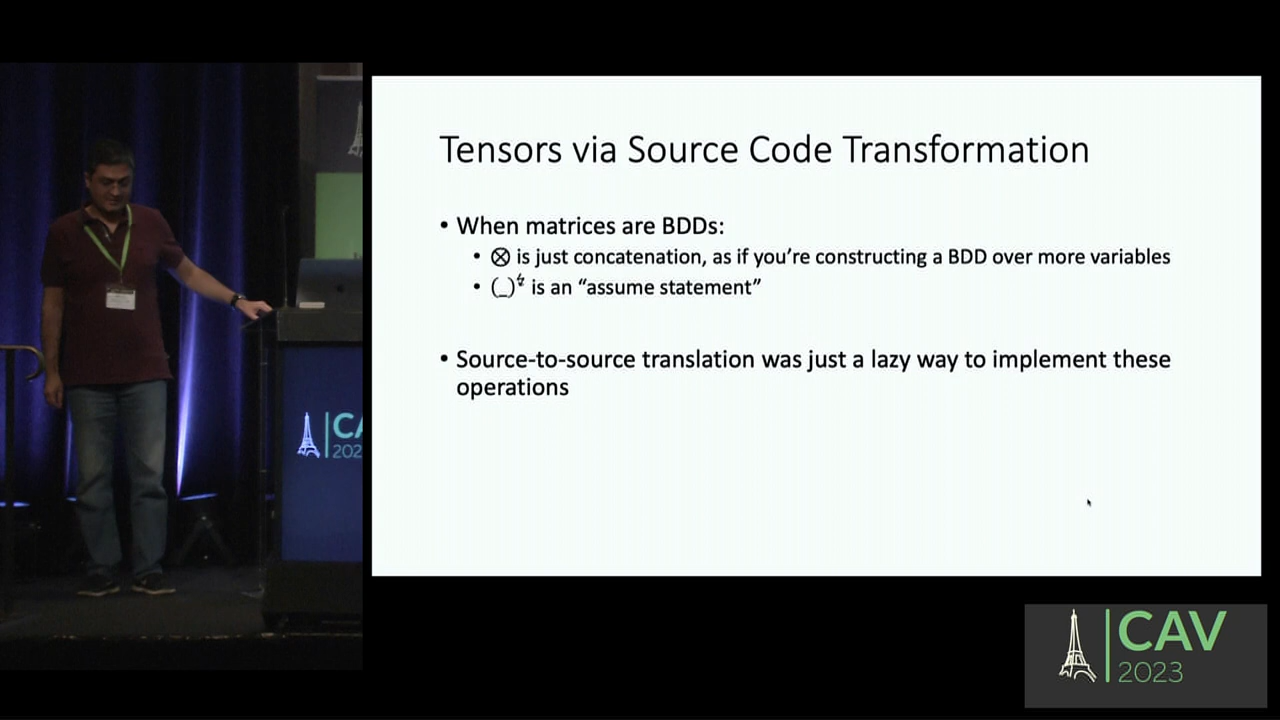 Tensors via Source Code Transformation
• When matrices are BDDs:
• ⊗ is just concatenation, as if you’re constructing a BDD over more variables
• (_)↯ is an “assume statement”
• Source-to-source translation was just a lazy way to implement these
operations
CA
202
CAV
2023